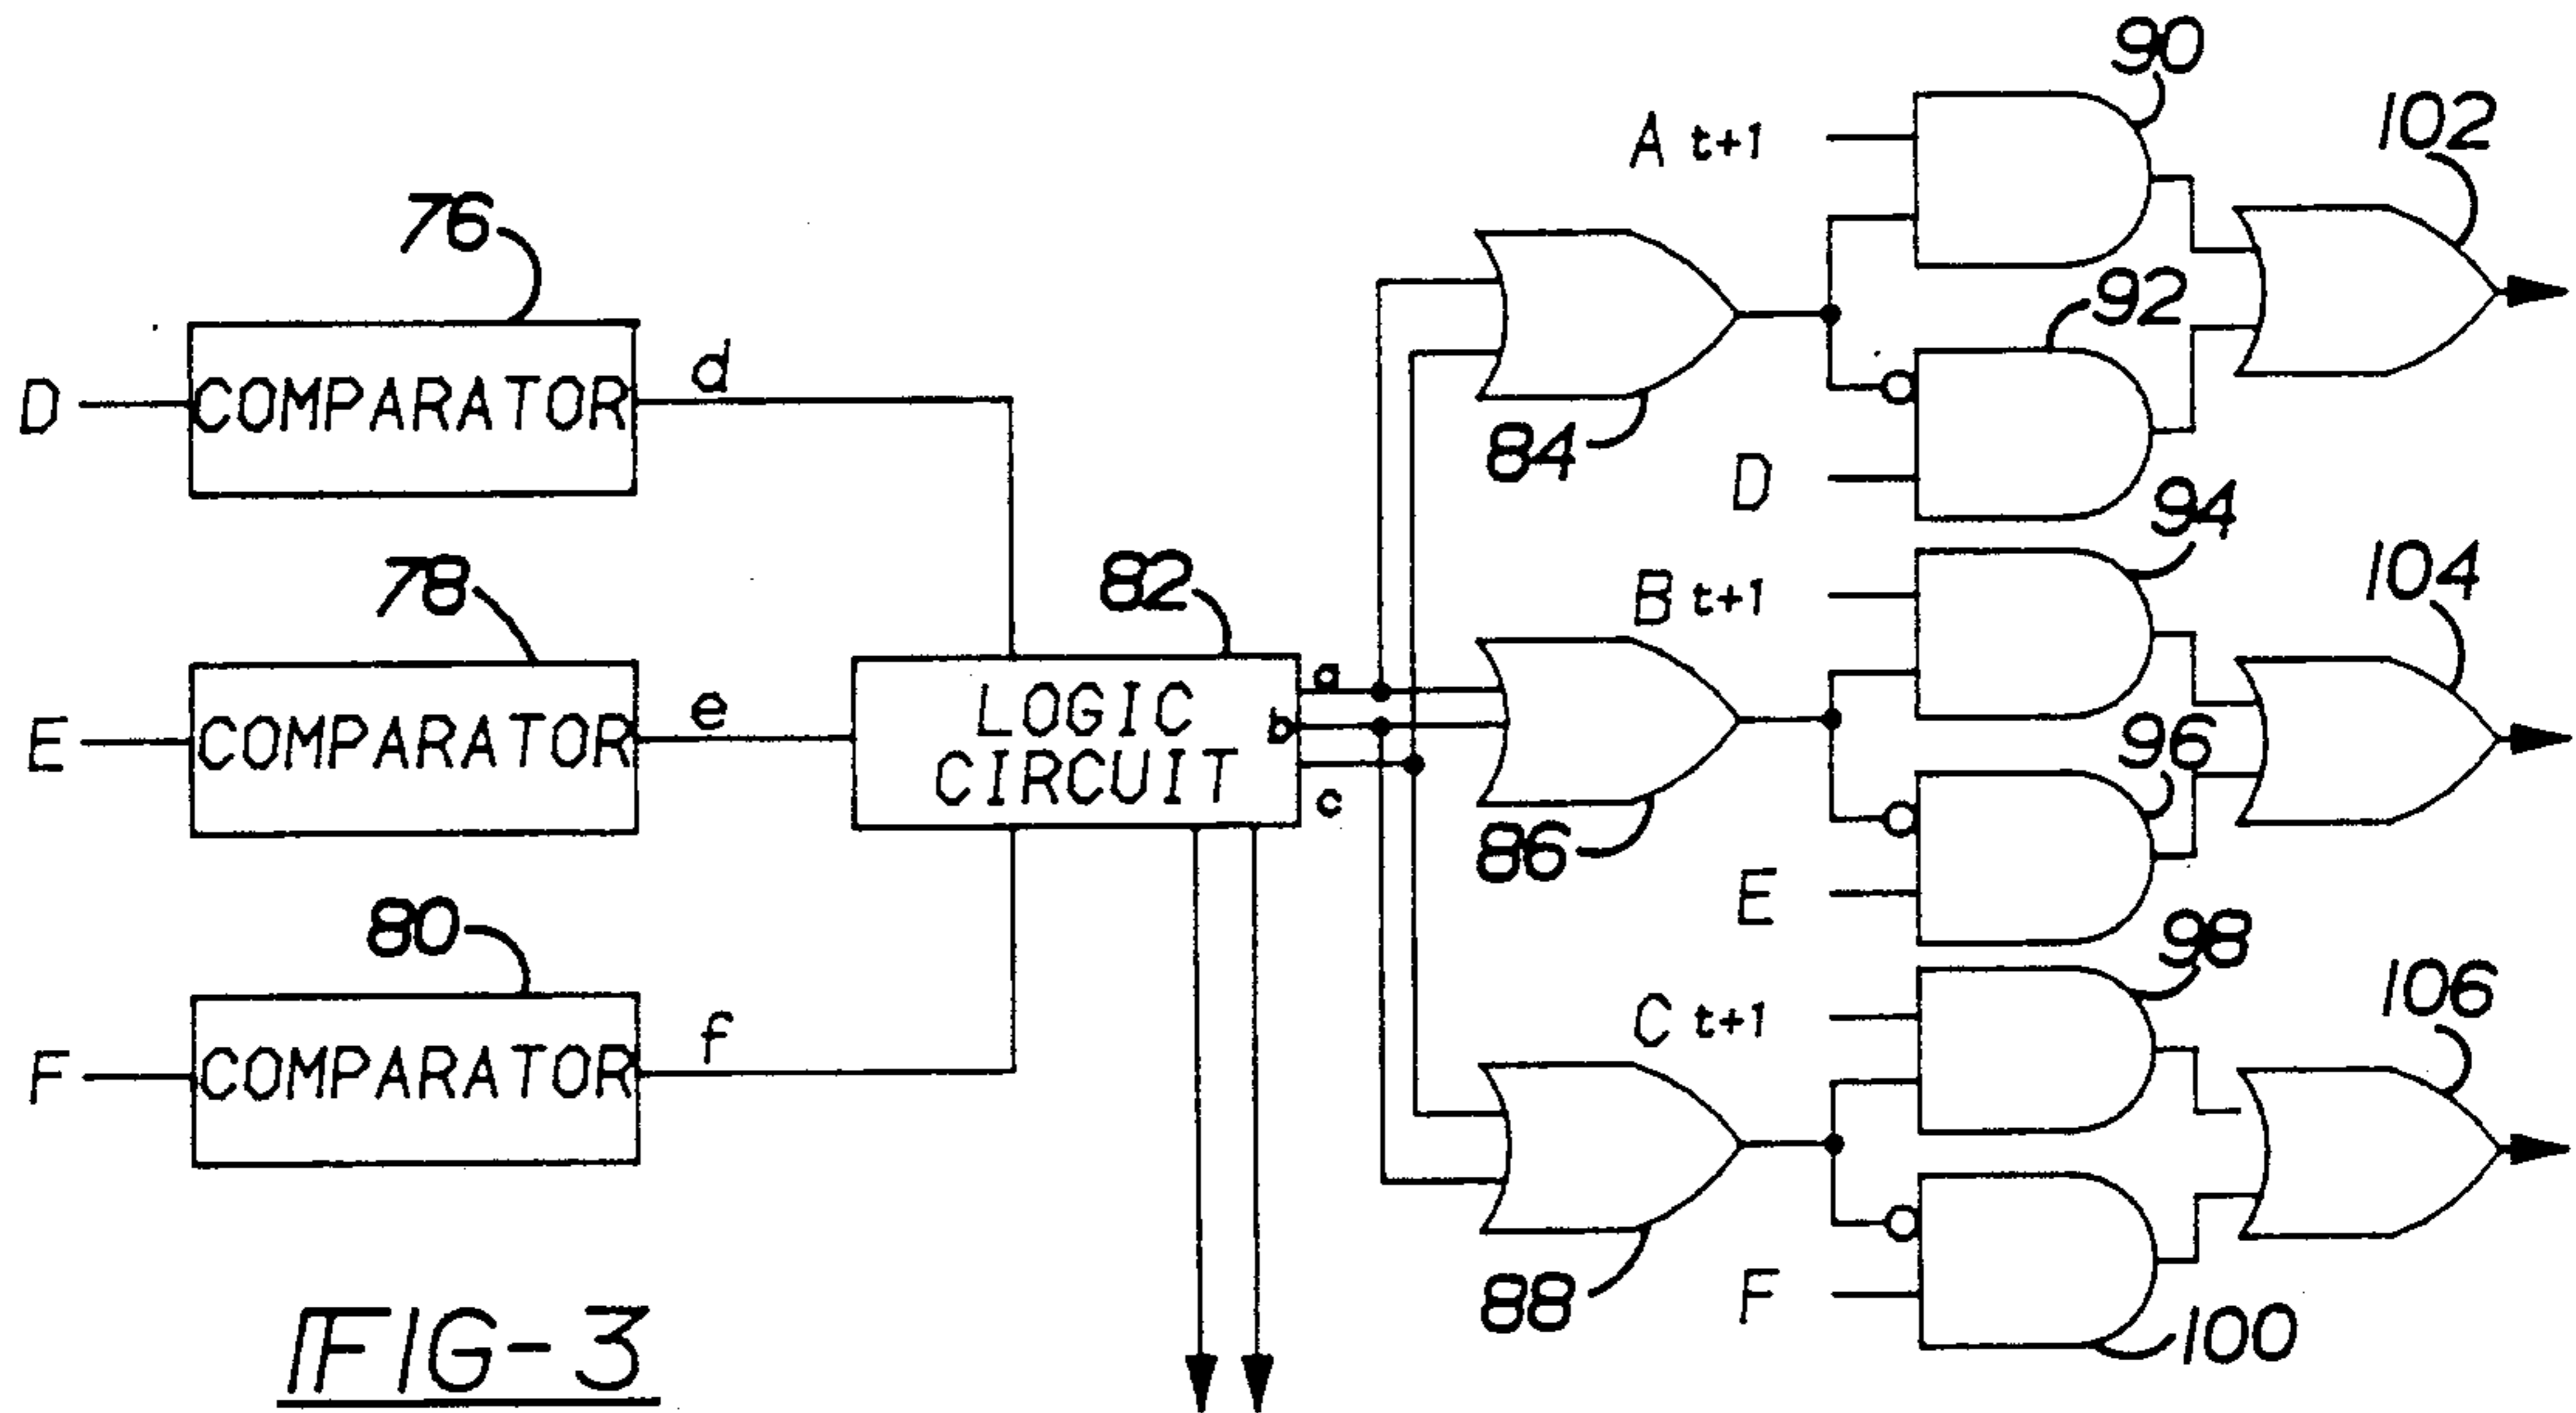 90
A t+1
102
76
92
D
COMPARATOR
d
84
D
94
78
82
B t+1
104
E
COMPARATOR
e
LOGIC
CIRCUIT
a
b
c
96
86
E
80
98
F
COMPARATOR
f
C t+1
106
88
F
100
FIG-3